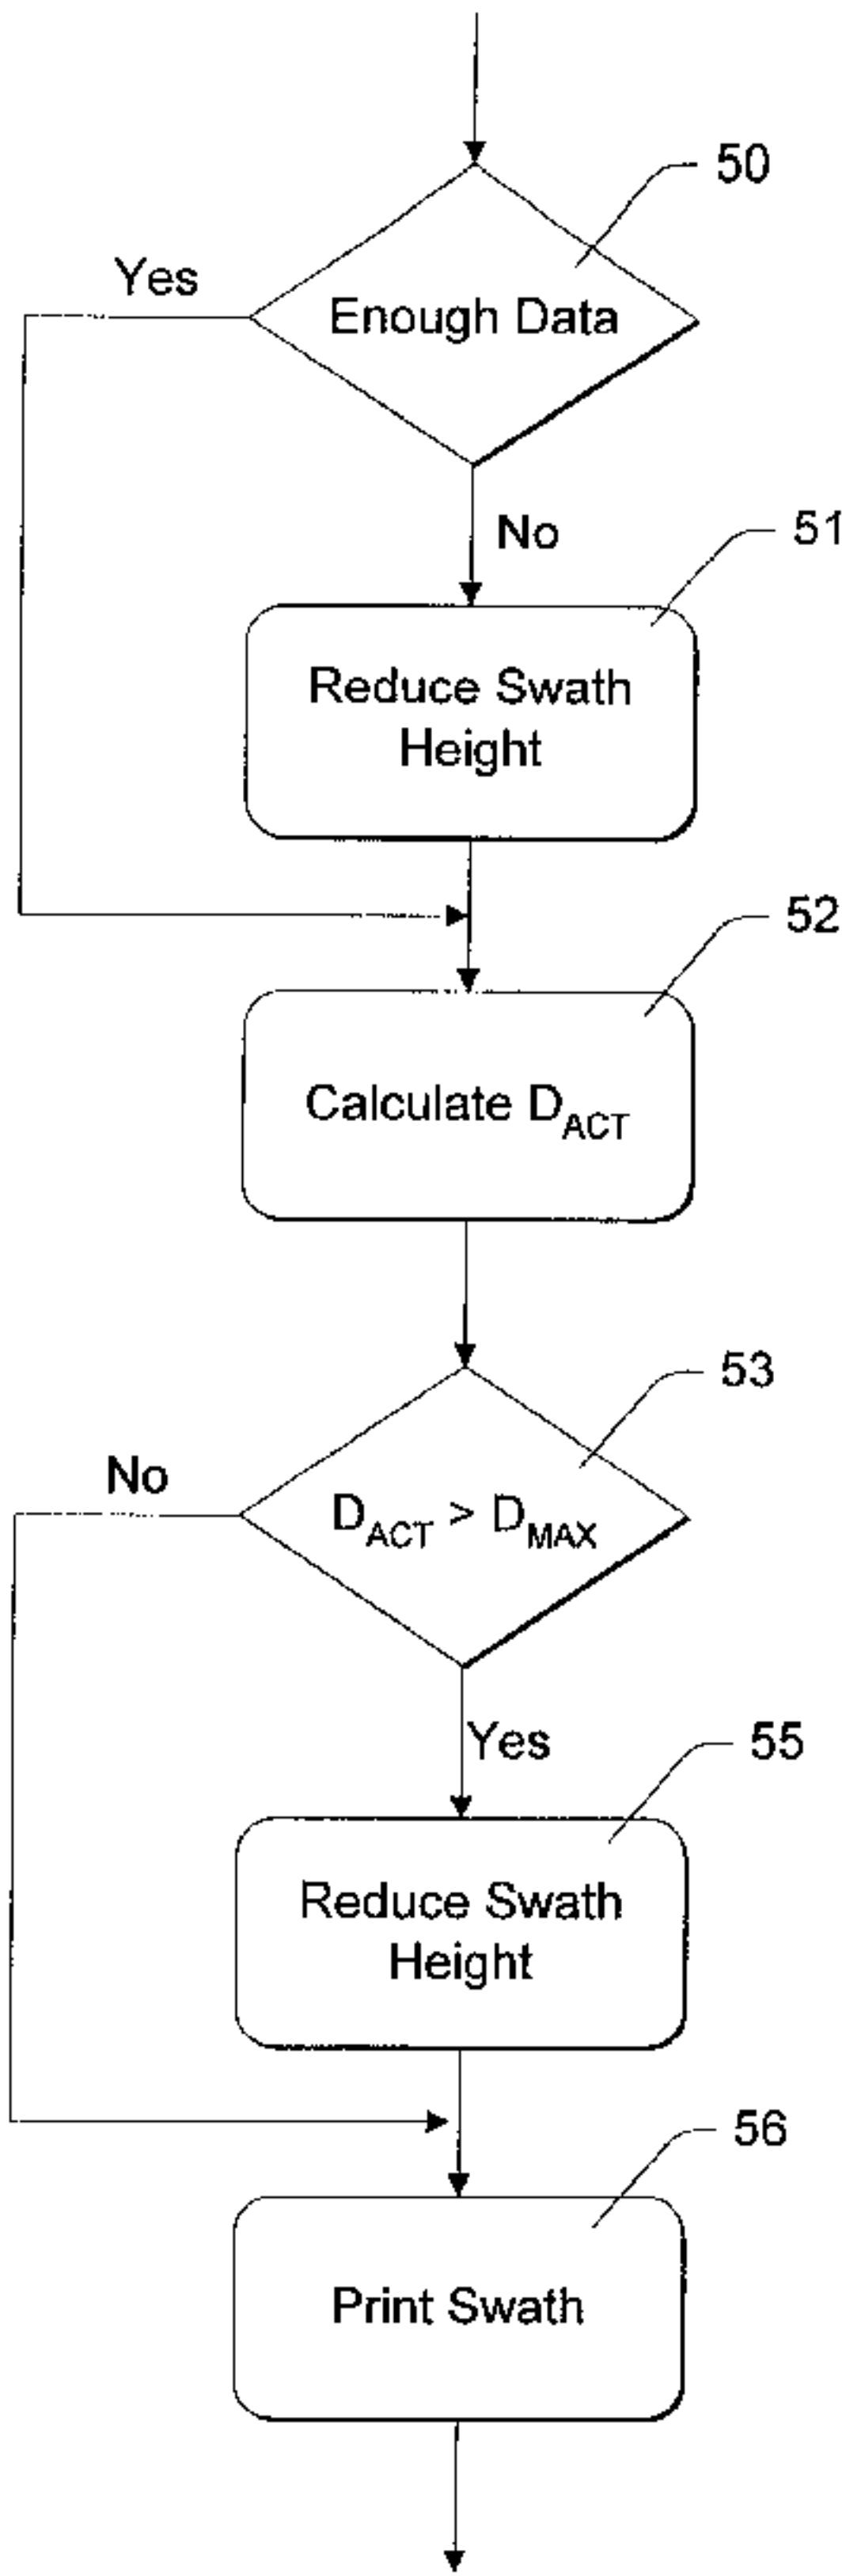 50
Yes
Enough Data
No
51
Reduce Swath
Height
52
Calculate D_ACT
53
No
D_ACT > D_MAX
Yes
55
Reduce Swath
Height
56
Print Swath